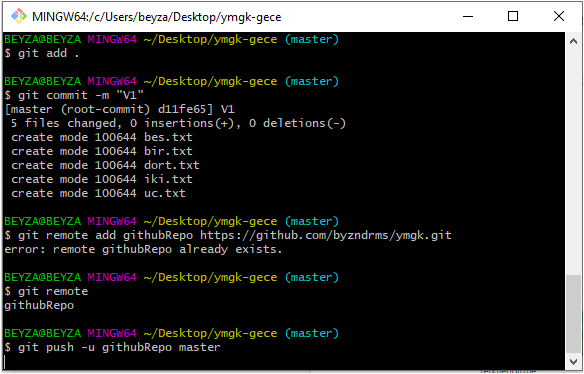 MINGW64:/c/Users/beyza/Desktop/ymgk-gece
BEYZA@BEYZA MINGW64 ~/Desktop/ymgk-gece (master)
$ git add .
BEYZA@BEYZA MINGW64 ~/Desktop/ymgk-gece (master)
$ git commit -m "V1"
[master (root-commit) d11fe65] V1
 5 files changed, 0 insertions(+), 0 deletions(-)
 create mode 100644 bes.txt
 create mode 100644 bir.txt
 create mode 100644 dort.txt
 create mode 100644 iki.txt
 create mode 100644 uc.txt
BEYZA@BEYZA MINGW64 ~/Desktop/ymgk-gece (master)
$ git remote add githubRepo https://github.com/byzndrms/ymgk.git
error: remote githubRepo already exists.
BEYZA@BEYZA MINGW64 ~/Desktop/ymgk-gece (master)
$ git remote
githubRepo
BEYZA@BEYZA MINGW64 ~/Desktop/ymgk-gece (master)
$ git push -u githubRepo master